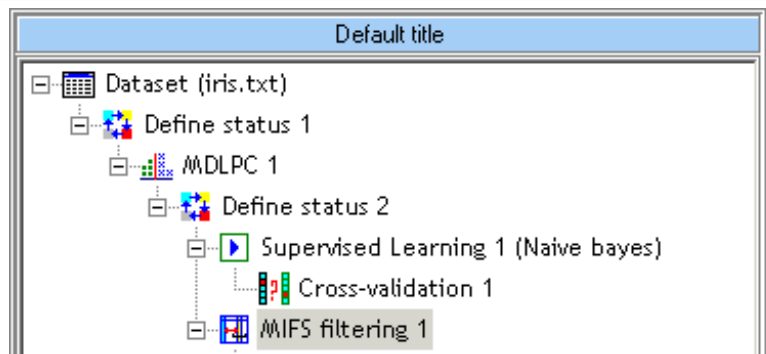 Default title
Dataset (iris.txt)
Define status 1
MDLPC 1
Define status 2
Supervised Learning 1 (Naive bayes)
Cross-validation 1
MIFS filtering 1